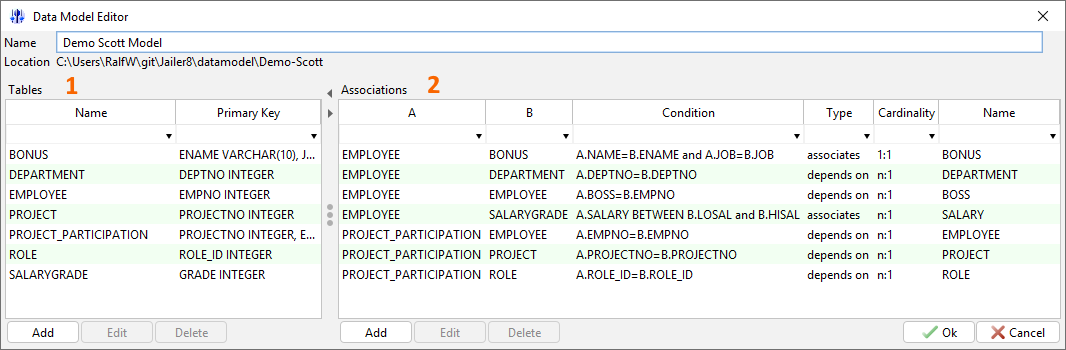 Data Model Editor
Name Demo Scott Model
Location C:\Users\RalfW\git\Jailer8\datamodel\Demo-Scott
Tables 1 Associations 2
Name Primary Key A B Condition Type Cardinality Name
BONUS ENAME VARCHAR(10), J... EMPLOYEE BONUS A.NAME=B.ENAME and A.JOB=B.JOB associates 1:1 BONUS
DEPARTMENT DEPTNO INTEGER EMPLOYEE DEPARTMENT A.DEPTNO=B.DEPTNO depends on n:1 DEPARTMENT
EMPLOYEE EMPNO INTEGER EMPLOYEE EMPLOYEE A.BOSS=B.EMPNO depends on n:1 BOSS
PROJECT PROJECTNO INTEGER EMPLOYEE SALARYGRADE A.SALARY BETWEEN B.LOSAL and B.HISAL associates n:1 SALARY
PROJECT_PARTICIPATION PROJECTNO INTEGER, E... PROJECT_PARTICIPATION EMPLOYEE A.EMPNO=B.EMPNO depends on n:1 EMPLOYEE
ROLE ROLE_ID INTEGER PROJECT_PARTICIPATION PROJECT A.PROJECTNO=B.PROJECTNO depends on n:1 PROJECT
SALARYGRADE GRADE INTEGER PROJECT_PARTICIPATION ROLE A.ROLE_ID=B.ROLE_ID depends on n:1 ROLE
Add Edit Delete Add Edit Delete Ok Cancel